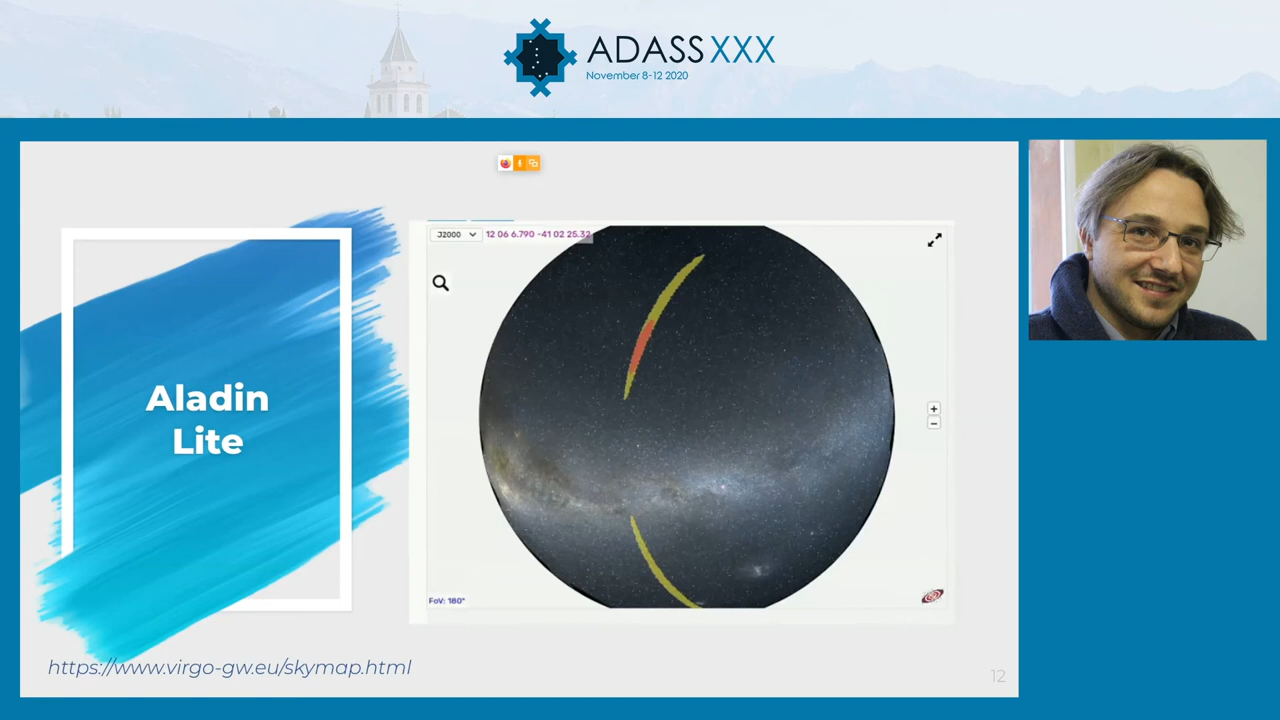 ADASS XXX
November 8-12 2020
J2000
12 06 6.790 -41 02 25.32
Aladin
Lite
+
−
FoV: 180°
https://www.virgo-gw.eu/skymap.html
12